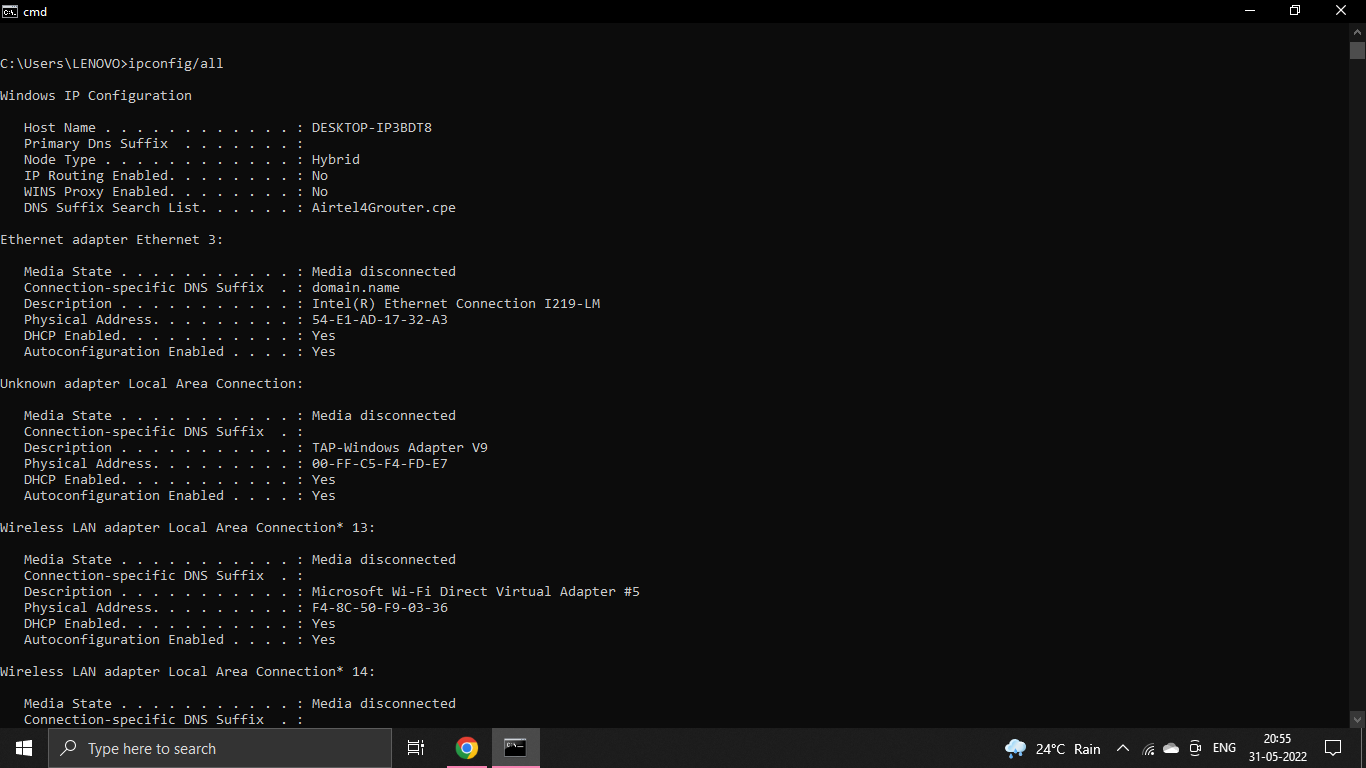 cmd
C:\Users\LENOVO>ipconfig/all
Windows IP Configuration
   Host Name . . . . . . . . . . . . : DESKTOP-IP3BDT8
   Primary Dns Suffix  . . . . . . . :
   Node Type . . . . . . . . . . . . : Hybrid
   IP Routing Enabled. . . . . . . . : No
   WINS Proxy Enabled. . . . . . . . : No
   DNS Suffix Search List. . . . . . : Airtel4Grouter.cpe
Ethernet adapter Ethernet 3:
   Media State . . . . . . . . . . . : Media disconnected
   Connection-specific DNS Suffix  . : domain.name
   Description . . . . . . . . . . . : Intel(R) Ethernet Connection I219-LM
   Physical Address. . . . . . . . . : 54-E1-AD-17-32-A3
   DHCP Enabled. . . . . . . . . . . : Yes
   Autoconfiguration Enabled . . . . : Yes
Unknown adapter Local Area Connection:
   Media State . . . . . . . . . . . : Media disconnected
   Connection-specific DNS Suffix  . :
   Description . . . . . . . . . . . : TAP-Windows Adapter V9
   Physical Address. . . . . . . . . : 00-FF-C5-F4-FD-E7
   DHCP Enabled. . . . . . . . . . . : Yes
   Autoconfiguration Enabled . . . . : Yes
Wireless LAN adapter Local Area Connection* 13:
   Media State . . . . . . . . . . . : Media disconnected
   Connection-specific DNS Suffix  . :
   Description . . . . . . . . . . . : Microsoft Wi-Fi Direct Virtual Adapter #5
   Physical Address. . . . . . . . . : F4-8C-50-F9-03-36
   DHCP Enabled. . . . . . . . . . . : Yes
   Autoconfiguration Enabled . . . . : Yes
Wireless LAN adapter Local Area Connection* 14:
   Media State . . . . . . . . . . . : Media disconnected
   Connection-specific DNS Suffix  . :
Type here to search
24°C Rain
ENG
20:55
31-05-2022